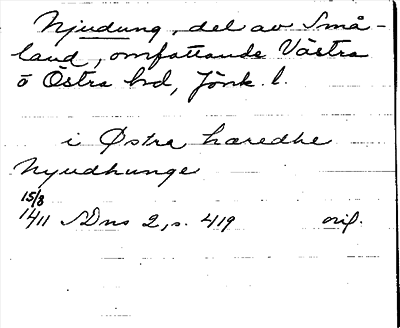 Njudung, del av Små-
land, omfattande Västra
o Östra hd, Jönk. l.
i Østra haredhe
Nyudhunge
15/8
1411 SDns 2, s. 419 orig.